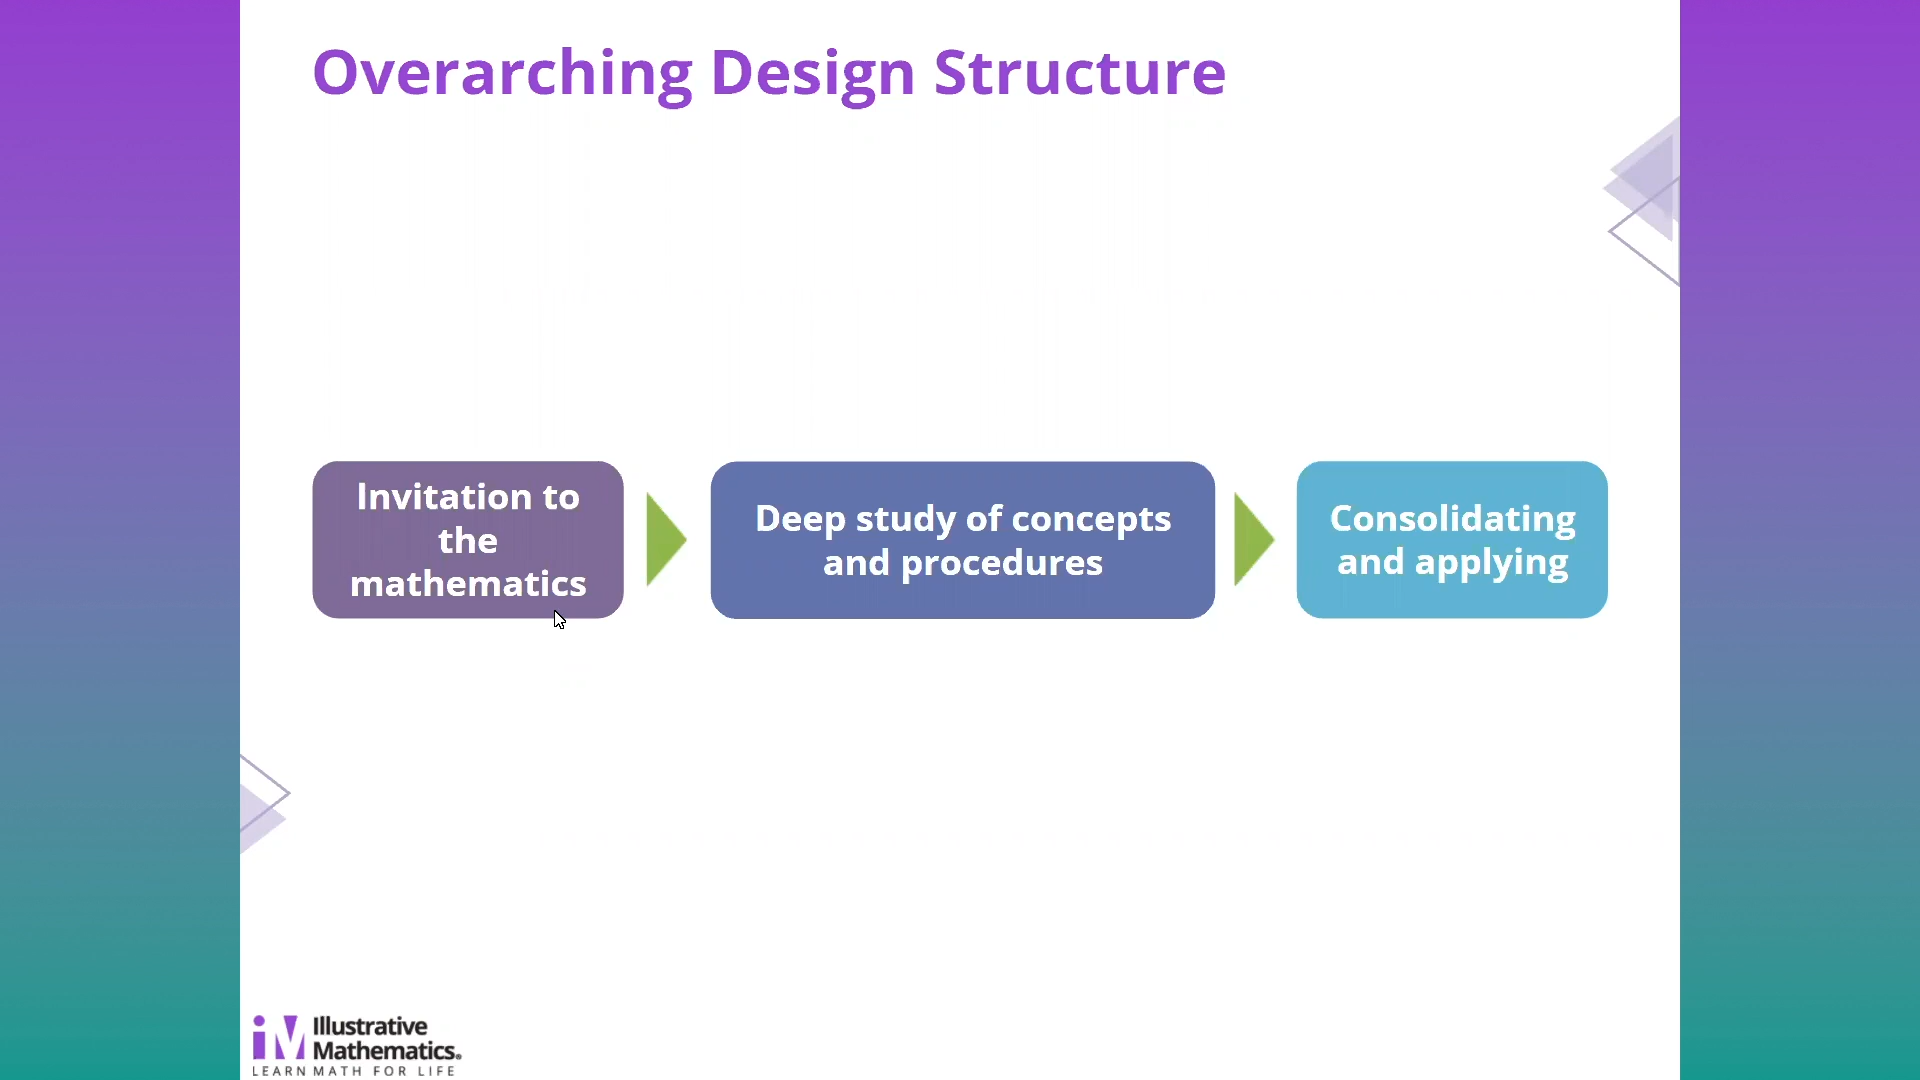 Overarching Design Structure
Invitation to
the
mathematics
Deep study of concepts
and procedures
Consolidating
and applying
Illustrative
Mathematics.
LEARN MATH FOR LIFE